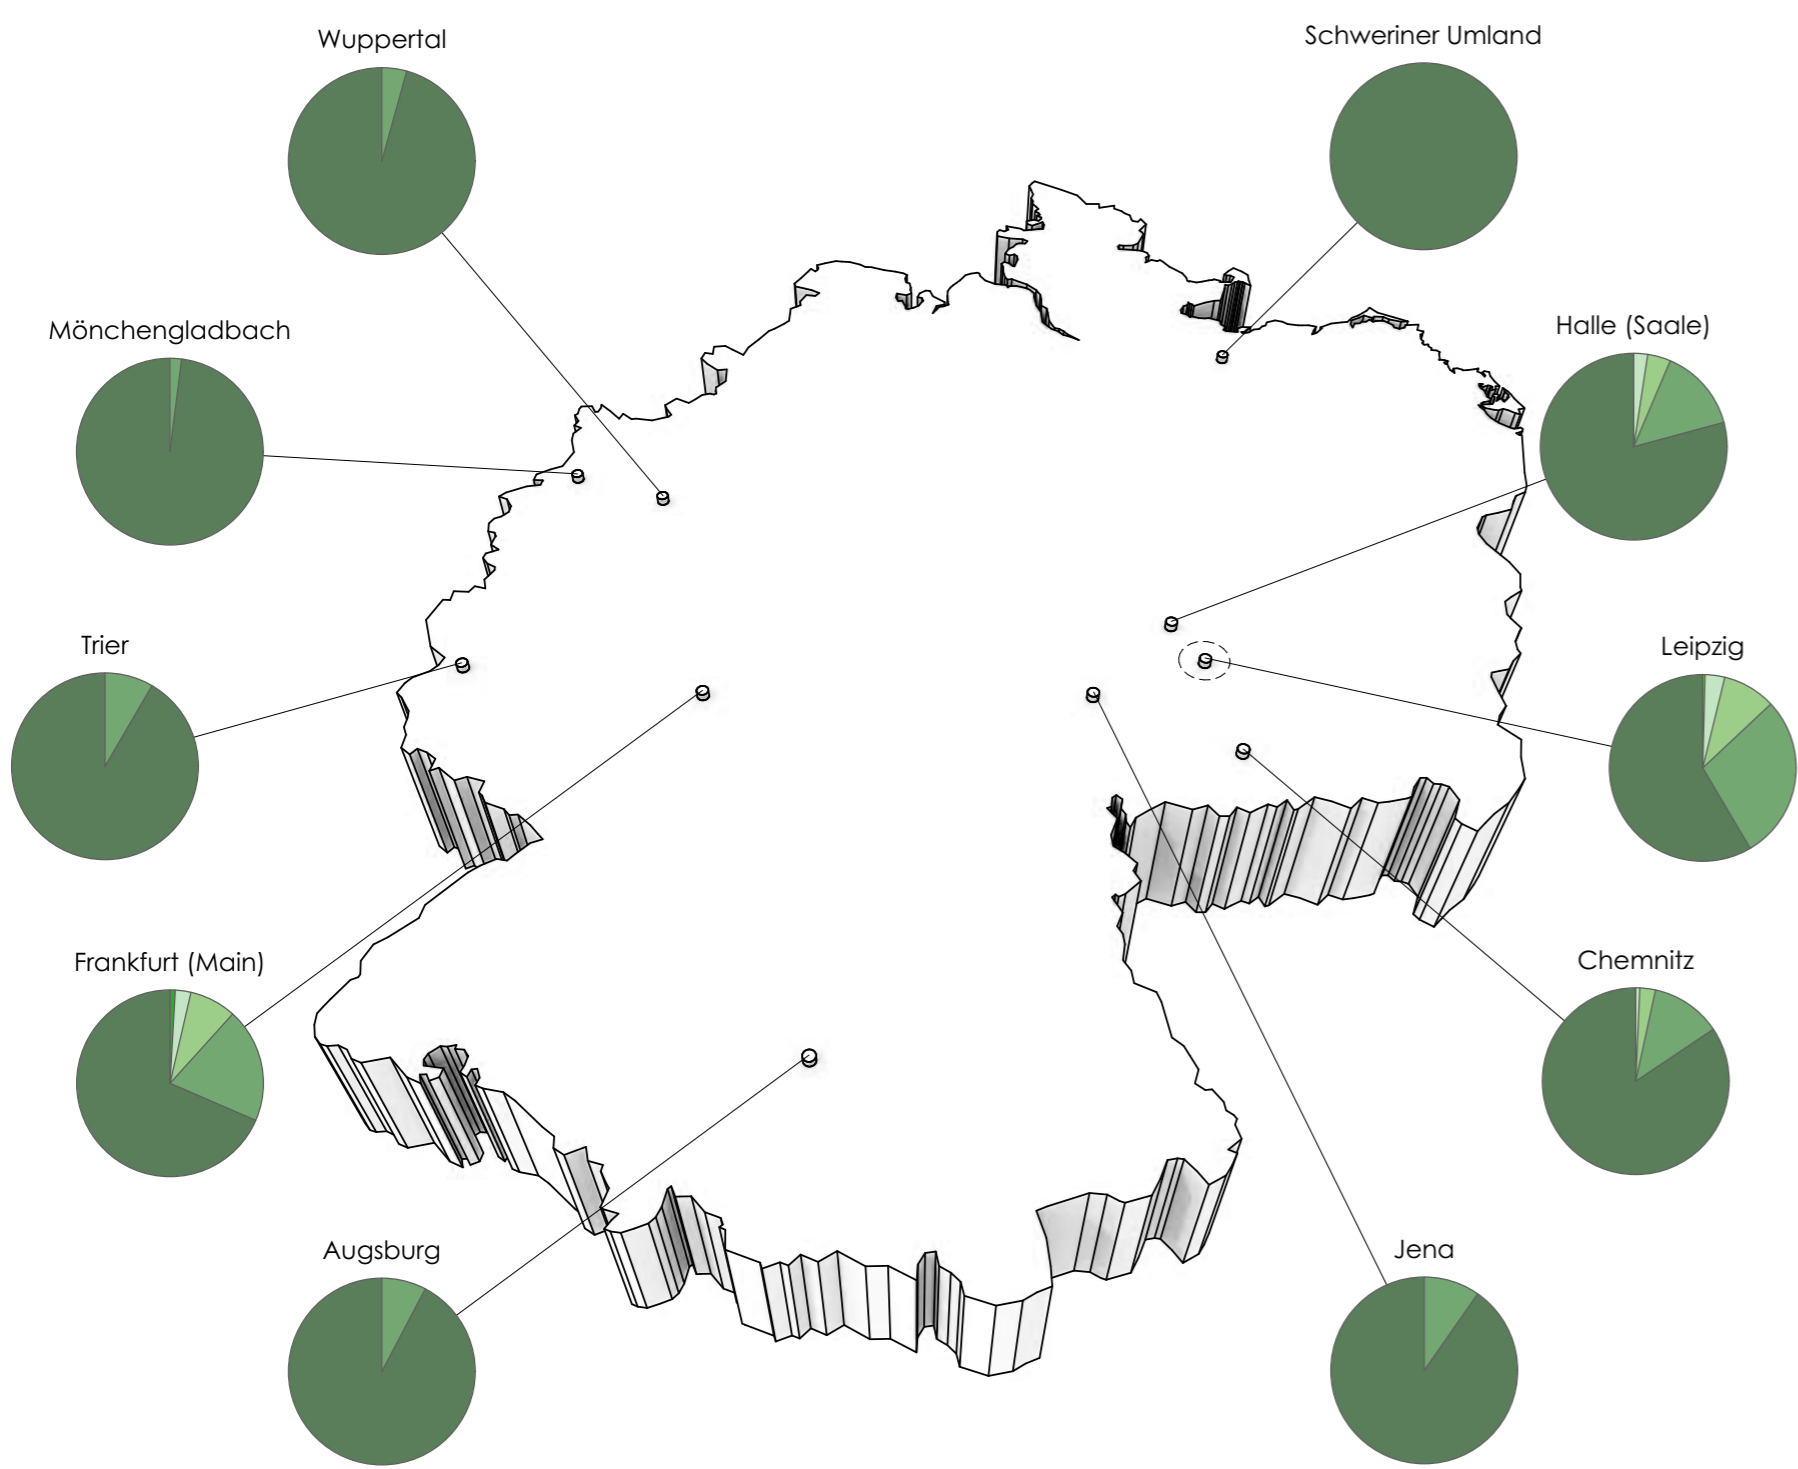 Wuppertal
Schweriner Umland
Mönchengladbach
Halle (Saale)
Trier
Leipzig
Frankfurt (Main)
Chemnitz
Augsburg
Jena